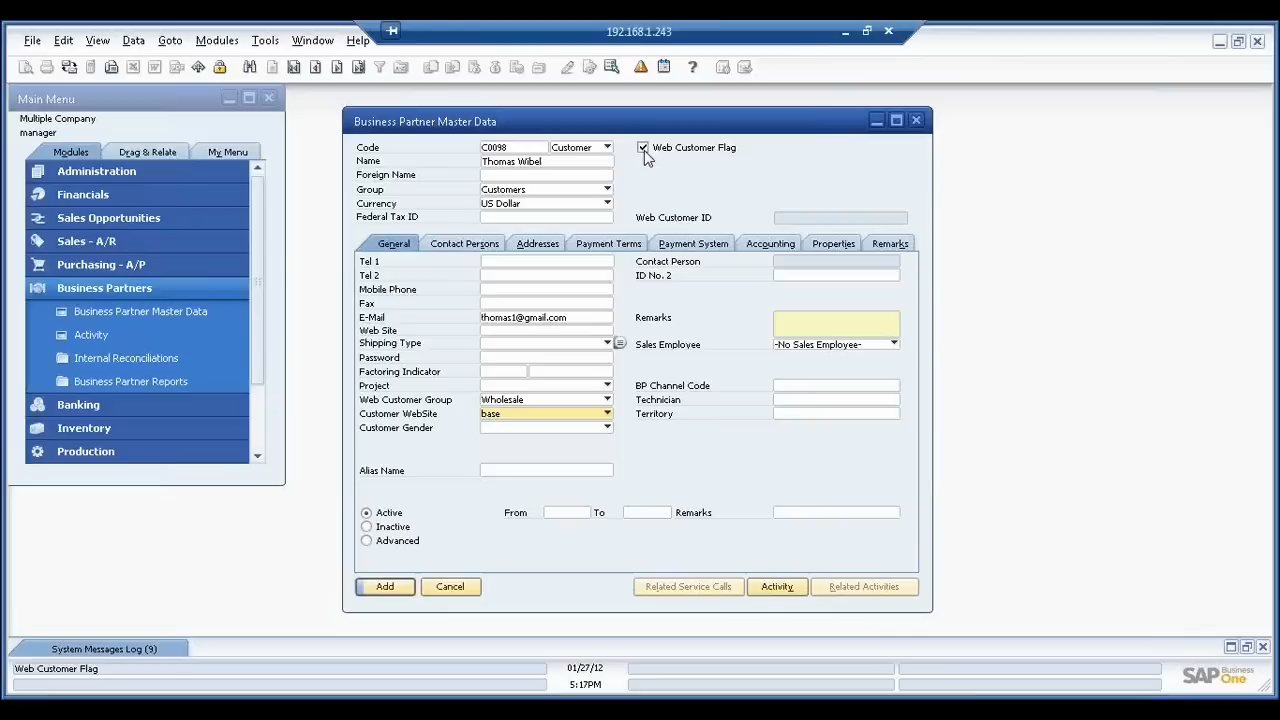 192.168.1.243
File Edit View Data Goto Modules Tools Window Help
Main Menu
Multiple Company
manager
Modules Drag & Relate My Menu
Administration
Financials
Sales Opportunities
Sales - A/R
Purchasing - A/P
Business Partners
Business Partner Master Data
Activity
Internal Reconciliations
Business Partner Reports
Banking
Inventory
Production
Business Partner Master Data
Code C0098 Customer Web Customer Flag
Name Thomas Wibel
Foreign Name
Group Customers
Currency US Dollar
Federal Tax ID Web Customer ID
General Contact Persons Addresses Payment Terms Payment System Accounting Properties Remarks
Tel 1 Contact Person
Tel 2 ID No. 2
Mobile Phone
Fax
E-Mail thomas1@gmail.com Remarks
Web Site
Shipping Type Sales Employee -No Sales Employee-
Password
Factoring Indicator
Project BP Channel Code
Web Customer Group Wholesale Technician
Customer WebSite base Territory
Customer Gender
Alias Name
Active From To Remarks
Inactive
Advanced
Add Cancel Related Service Calls Activity Related Activities
System Messages Log (9)
Web Customer Flag 01/27/12
5:17PM
SAP Business One